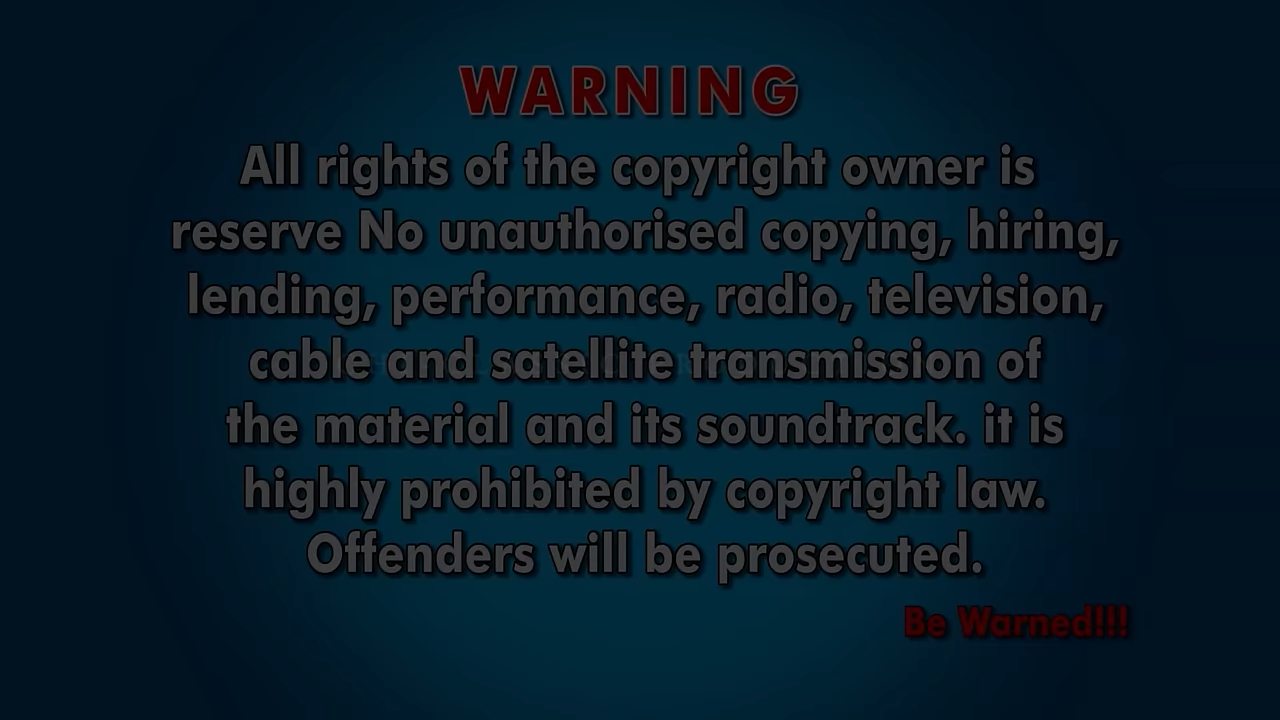 WARNING
All rights of the copyright owner is
reserve No unauthorised copying, hiring,
lending, performance, radio, television,
cable and satellite transmission of
the material and its soundtrack. it is
highly prohibited by copyright law.
Offenders will be prosecuted.
Be Warned!!!